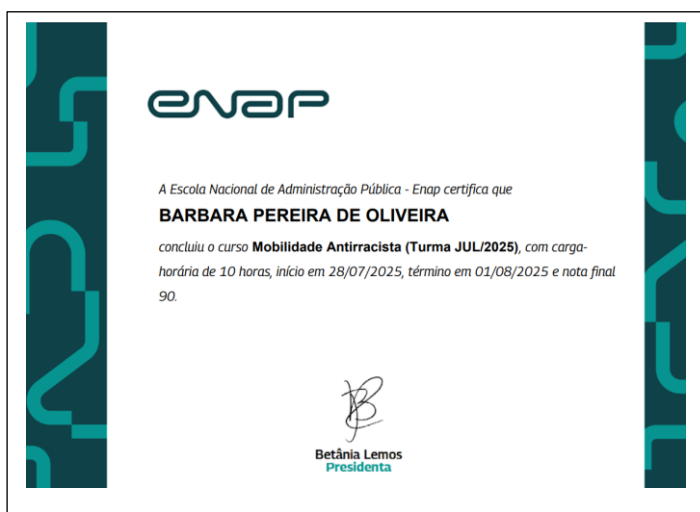 enap
A Escola Nacional de Administração Pública - Enap certifica que
BARBARA PEREIRA DE OLIVEIRA
concluiu o curso Mobilidade Antirracista (Turma JUL/2025), com carga-
horária de 10 horas, início em 28/07/2025, término em 01/08/2025 e nota final
90.
Betânia Lemos
Presidenta